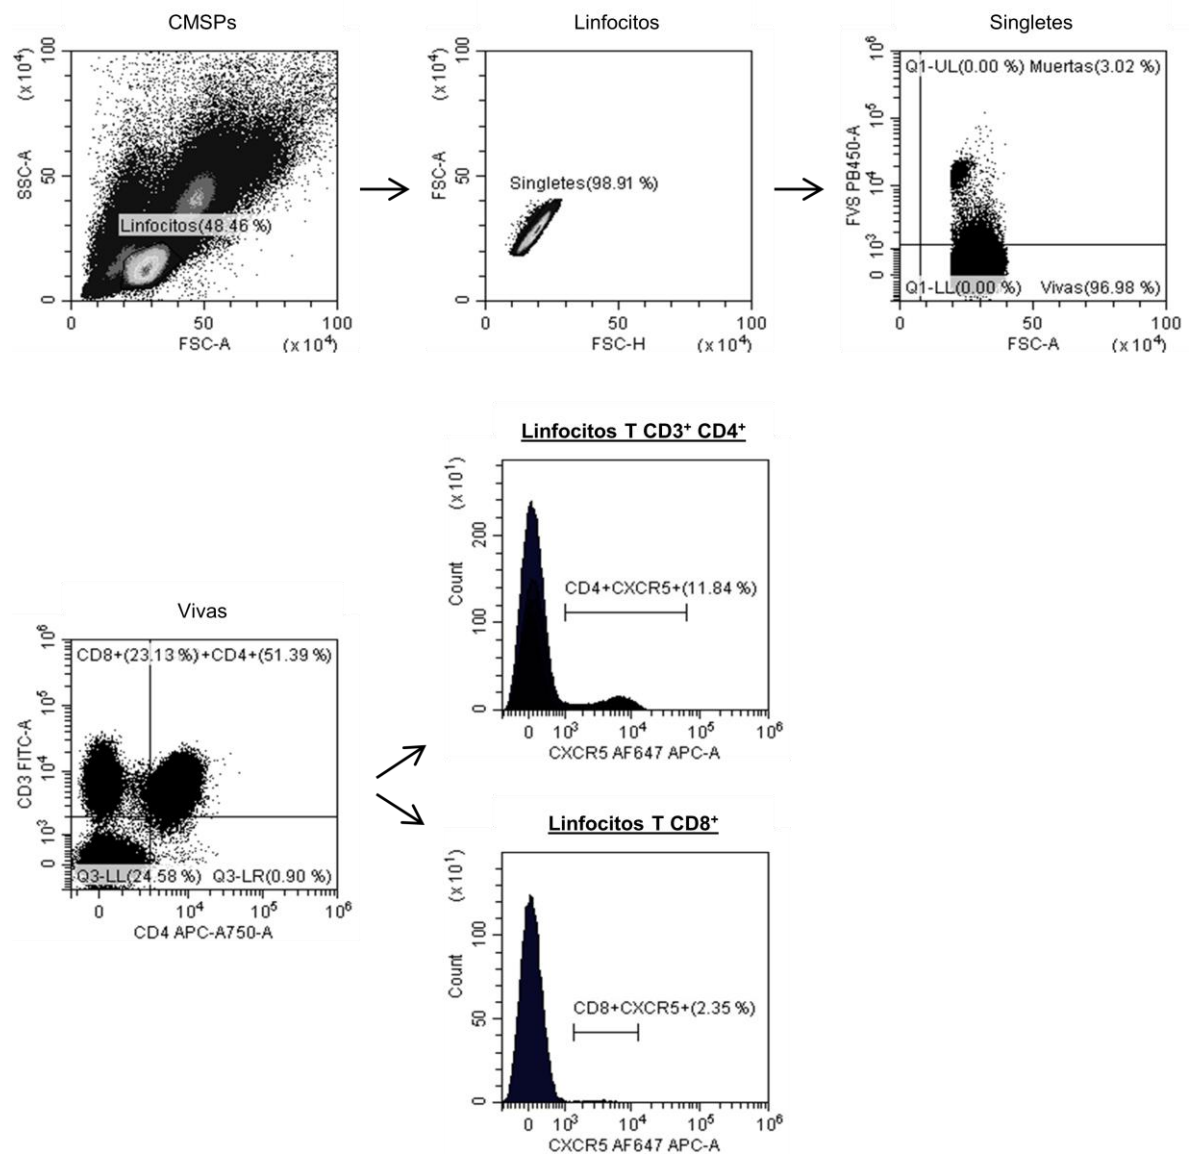 CMSPs
Linfocitos
Singletes
(x 10⁴)
100
50
0
SSC-A
Linfocitos(48.46 %)
0 50 100
FSC-A (x 10⁴)
(x 10⁴)
100
50
0
FSC-A
Singletes(98.91 %)
0 50 100
FSC-H (x 10⁴)
10⁶
10⁵
10⁴
10³
0
FVS PB450-A
Q1-UL(0.00 %) Muertas(3.02 %)
Q1-LL(0.00 %) Vivas(96.98 %)
0 50 100
FSC-A (x 10⁴)
Linfocitos T CD3⁺ CD4⁺
(x 10¹)
200
100
0
Count
CD4+CXCR5+(11.84 %)
0 10³ 10⁴ 10⁵ 10⁶
CXCR5 AF647 APC-A
Vivas
10⁶
10⁵
10⁴
10³
0
CD3 FITC-A
CD8+(23.13 %)+CD4+(51.39 %)
Q3-LL(24.58 %) Q3-LR(0.90 %)
0 10⁴ 10⁵ 10⁶
CD4 APC-A750-A
Linfocitos T CD8⁺
(x 10¹)
100
50
0
Count
CD8+CXCR5+(2.35 %)
0 10³ 10⁴ 10⁵ 10⁶
CXCR5 AF647 APC-A